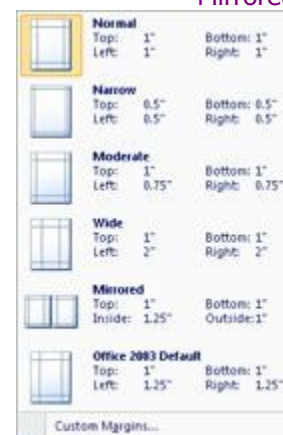 Mirrored
Normal
Top: 1" Bottom: 1"
Left: 1" Right: 1"
Narrow
Top: 0.5" Bottom: 0.5"
Left: 0.5" Right: 0.5"
Moderate
Top: 1" Bottom: 1"
Left: 0.75" Right: 0.75"
Wide
Top: 1" Bottom: 1"
Left: 2" Right: 2"
Mirrored
Top: 1" Bottom: 1"
Inside: 1.25" Outside: 1"
Office 2003 Default
Top: 1" Bottom: 1"
Left: 1.25" Right: 1.25"
Custom Margins...